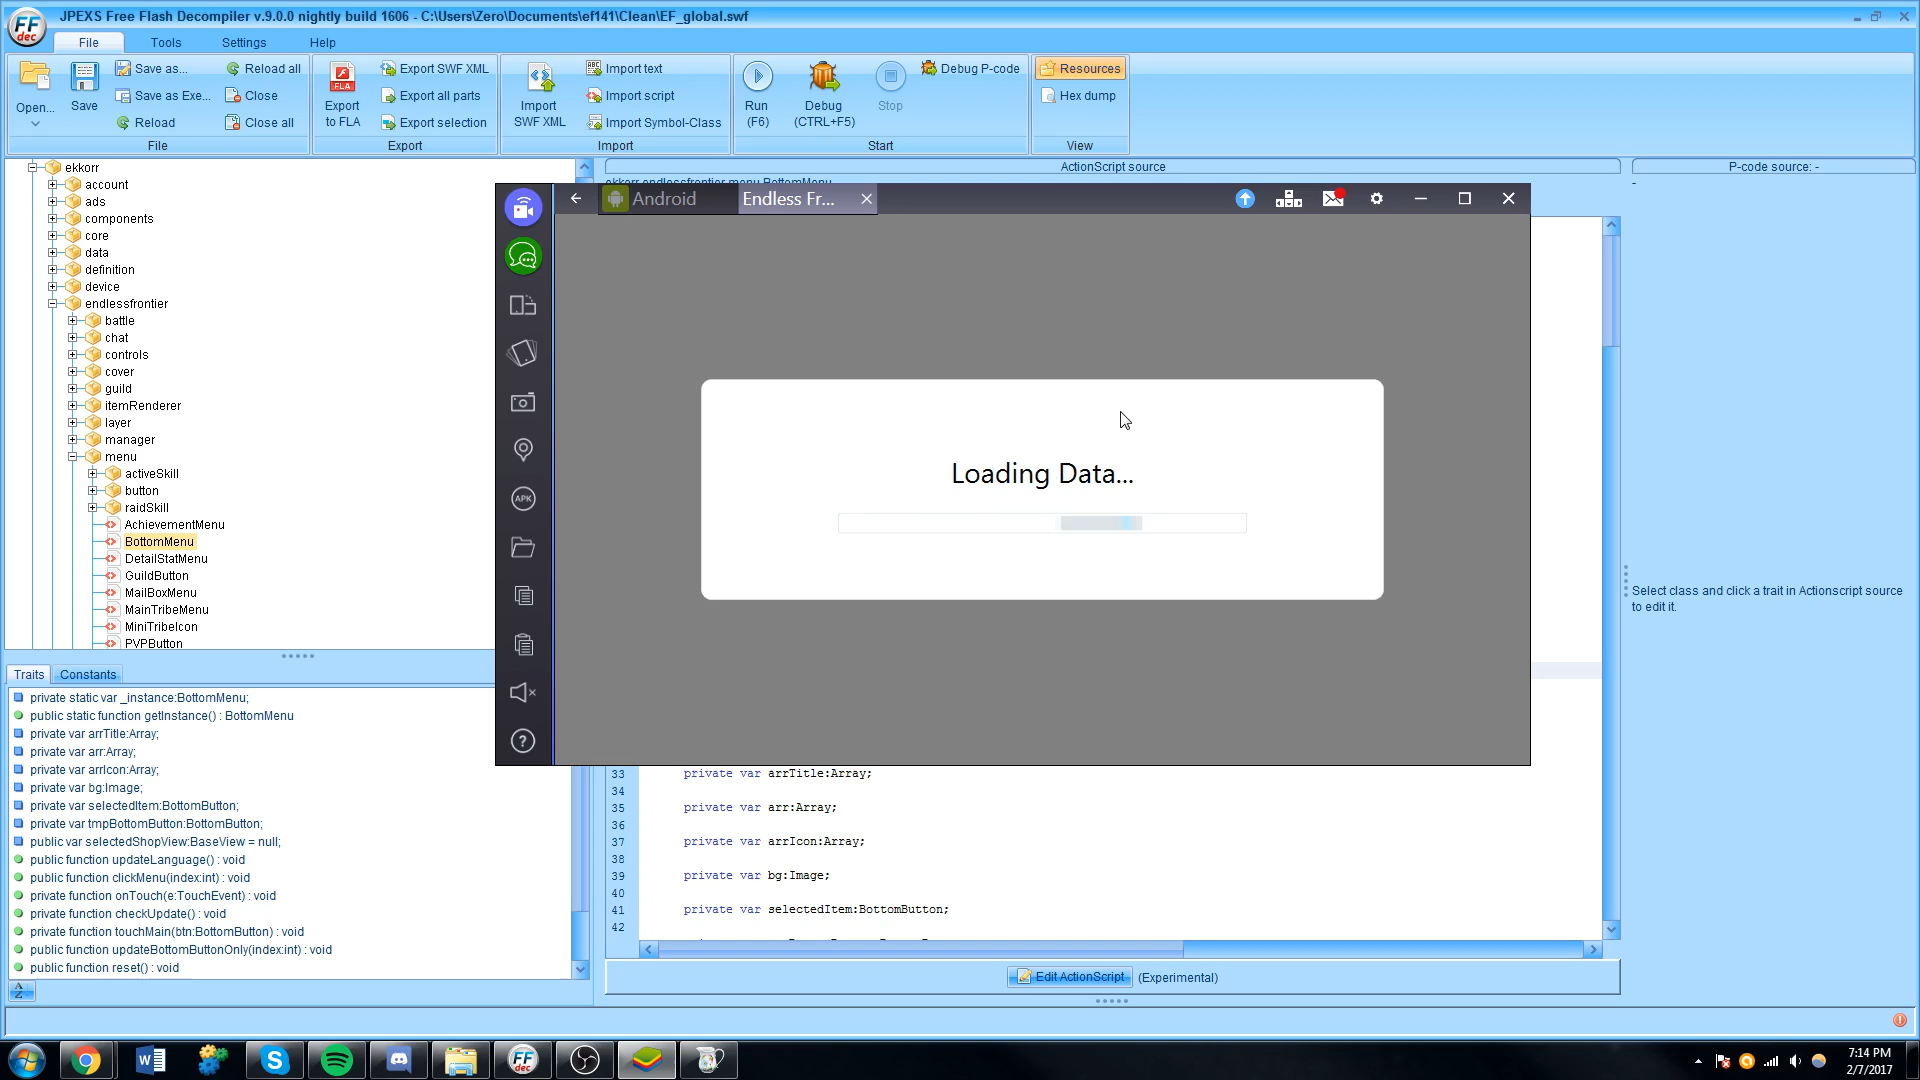 JPEXS Free Flash Decompiler v.9.0.0 nightly build 1606 - C:\Users\Zero\Documents\ef141\Clean\EF_global.swf
FF dec
File Tools Settings Help
Open...
Save
Save as...
Save as Exe...
Reload
Reload all
Close
Close all
File
Export to FLA
Export SWF XML
Export all parts
Export selection
Export
Import SWF XML
Import text
Import script
Import Symbol-Class
Import
Run (F6)
Debug (CTRL+F5)
Stop
Debug P-code
Start
Resources
Hex dump
View
ekkorr
account
ads
components
core
data
definition
device
endlessfrontier
battle
chat
controls
cover
guild
itemRenderer
layer
manager
menu
activeSkill
button
raidSkill
AchievementMenu
BottomMenu
DetailStatMenu
GuildButton
MailBoxMenu
MainTribeMenu
MiniTribeIcon
PVPButton
Traits Constants
private static var _instance:BottomMenu;
public static function getInstance() : BottomMenu
private var arrTitle:Array;
private var arr:Array;
private var arrIcon:Array;
private var bg:Image;
private var selectedItem:BottomButton;
private var tmpBottomButton:BottomButton;
public var selectedShopView:BaseView = null;
public function updateLanguage() : void
public function clickMenu(index:int) : void
private function onTouch(e:TouchEvent) : void
private function checkUpdate() : void
private function touchMain(btn:BottomButton) : void
public function updateBottomButtonOnly(index:int) : void
public function reset() : void
ActionScript source
ekkorr.endlessfrontier.menu.BottomMenu
Android
Endless Fr...
APK
Loading Data...
33 private var arrTitle:Array;
34
35 private var arr:Array;
36
37 private var arrIcon:Array;
38
39 private var bg:Image;
40
41 private var selectedItem:BottomButton;
42
Edit ActionScript (Experimental)
P-code source: -
-
Select class and click a trait in Actionscript source
to edit it.
7:14 PM
2/7/2017